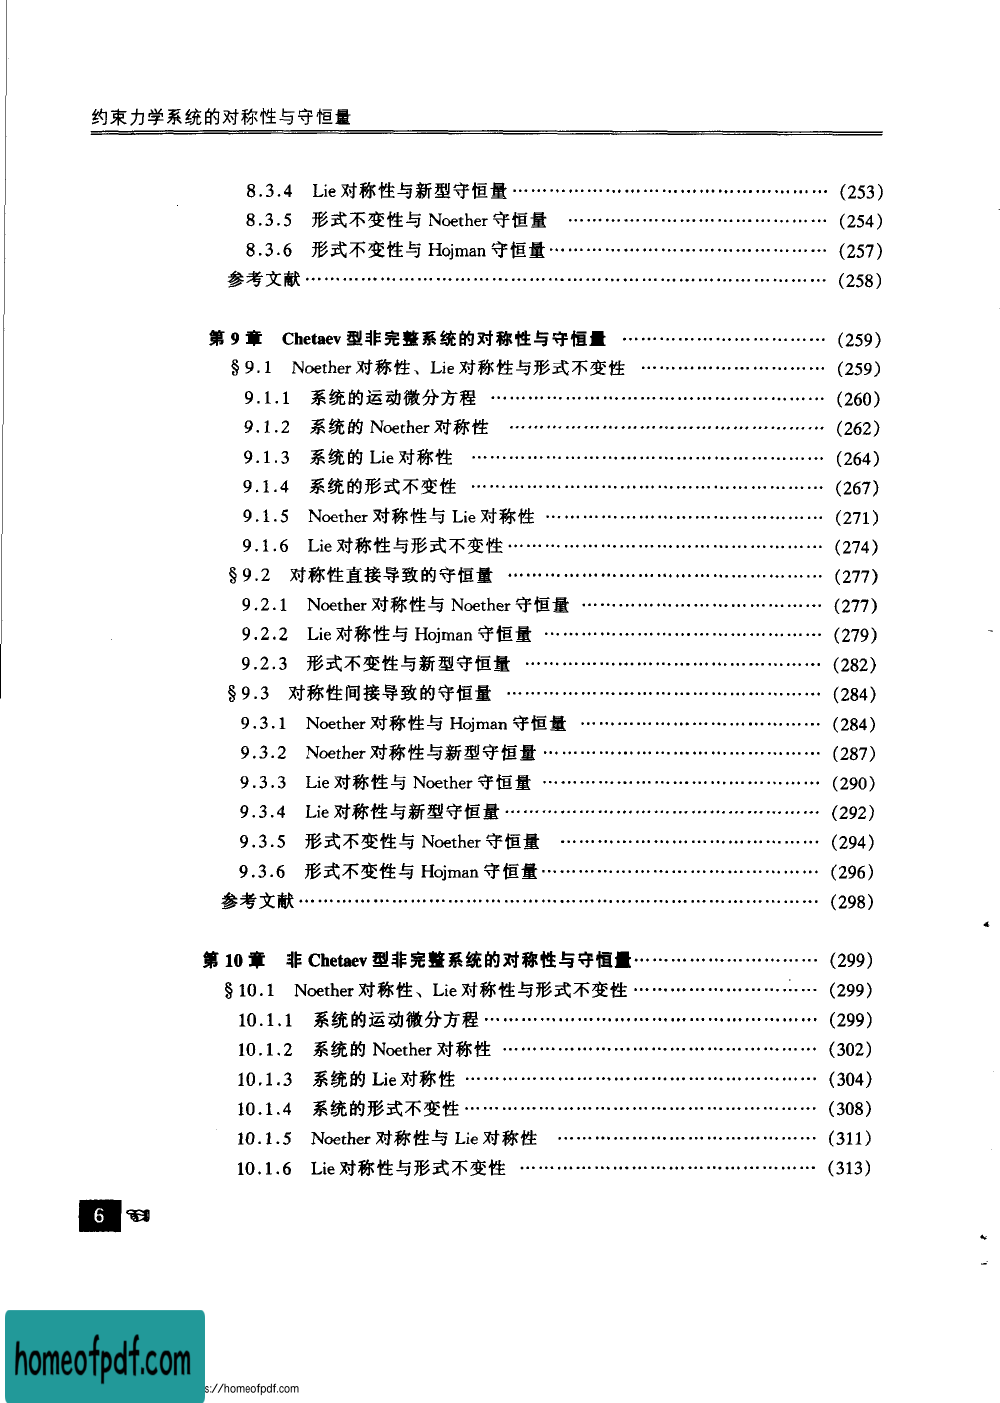 约束力学系统的对称性与守恒量
8.3.4 Lie对称性与新型守恒量 …………………………………………… (253)
8.3.5 形式不变性与 Noether 守恒量 …………………………………… (254)
8.3.6 形式不变性与 Hojman 守恒量……………………………………… (257)
参考文献………………………………………………………………………… (258)
第 9 章 Chetaev 型非完整系统的对称性与守恒量 …………………………… (259)
§9.1 Noether 对称性、Lie 对称性与形式不变性 ………………………… (259)
9.1.1 系统的运动微分方程 ……………………………………………… (260)
9.1.2 系统的 Noether 对称性 …………………………………………… (262)
9.1.3 系统的 Lie 对称性 ………………………………………………… (264)
9.1.4 系统的形式不变性 ………………………………………………… (267)
9.1.5 Noether 对称性与 Lie 对称性 ……………………………………… (271)
9.1.6 Lie 对称性与形式不变性…………………………………………… (274)
§9.2 对称性直接导致的守恒量 …………………………………………… (277)
9.2.1 Noether 对称性与 Noether 守恒量 ………………………………… (277)
9.2.2 Lie 对称性与 Hojman 守恒量 ……………………………………… (279)
9.2.3 形式不变性与新型守恒量 ………………………………………… (282)
§9.3 对称性间接导致的守恒量 …………………………………………… (284)
9.3.1 Noether 对称性与 Hojman 守恒量 ………………………………… (284)
9.3.2 Noether 对称性与新型守恒量 ……………………………………… (287)
9.3.3 Lie 对称性与 Noether 守恒量 ……………………………………… (290)
9.3.4 Lie 对称性与新型守恒量…………………………………………… (292)
9.3.5 形式不变性与 Noether 守恒量 …………………………………… (294)
9.3.6 形式不变性与 Hojman 守恒量……………………………………… (296)
参考文献………………………………………………………………………… (298)
第 10 章 非 Chetaev 型非完整系统的对称性与守恒量………………………… (299)
§10.1 Noether 对称性、Lie 对称性与形式不变性 ………………………… (299)
10.1.1 系统的运动微分方程……………………………………………… (299)
10.1.2 系统的 Noether 对称性 …………………………………………… (302)
10.1.3 系统的 Lie 对称性 ………………………………………………… (304)
10.1.4 系统的形式不变性………………………………………………… (308)
10.1.5 Noether 对称性与 Lie 对称性 …………………………………… (311)
10.1.6 Lie 对称性与形式不变性 ………………………………………… (313)
6
homeofpdf.com
s://homeofpdf.com